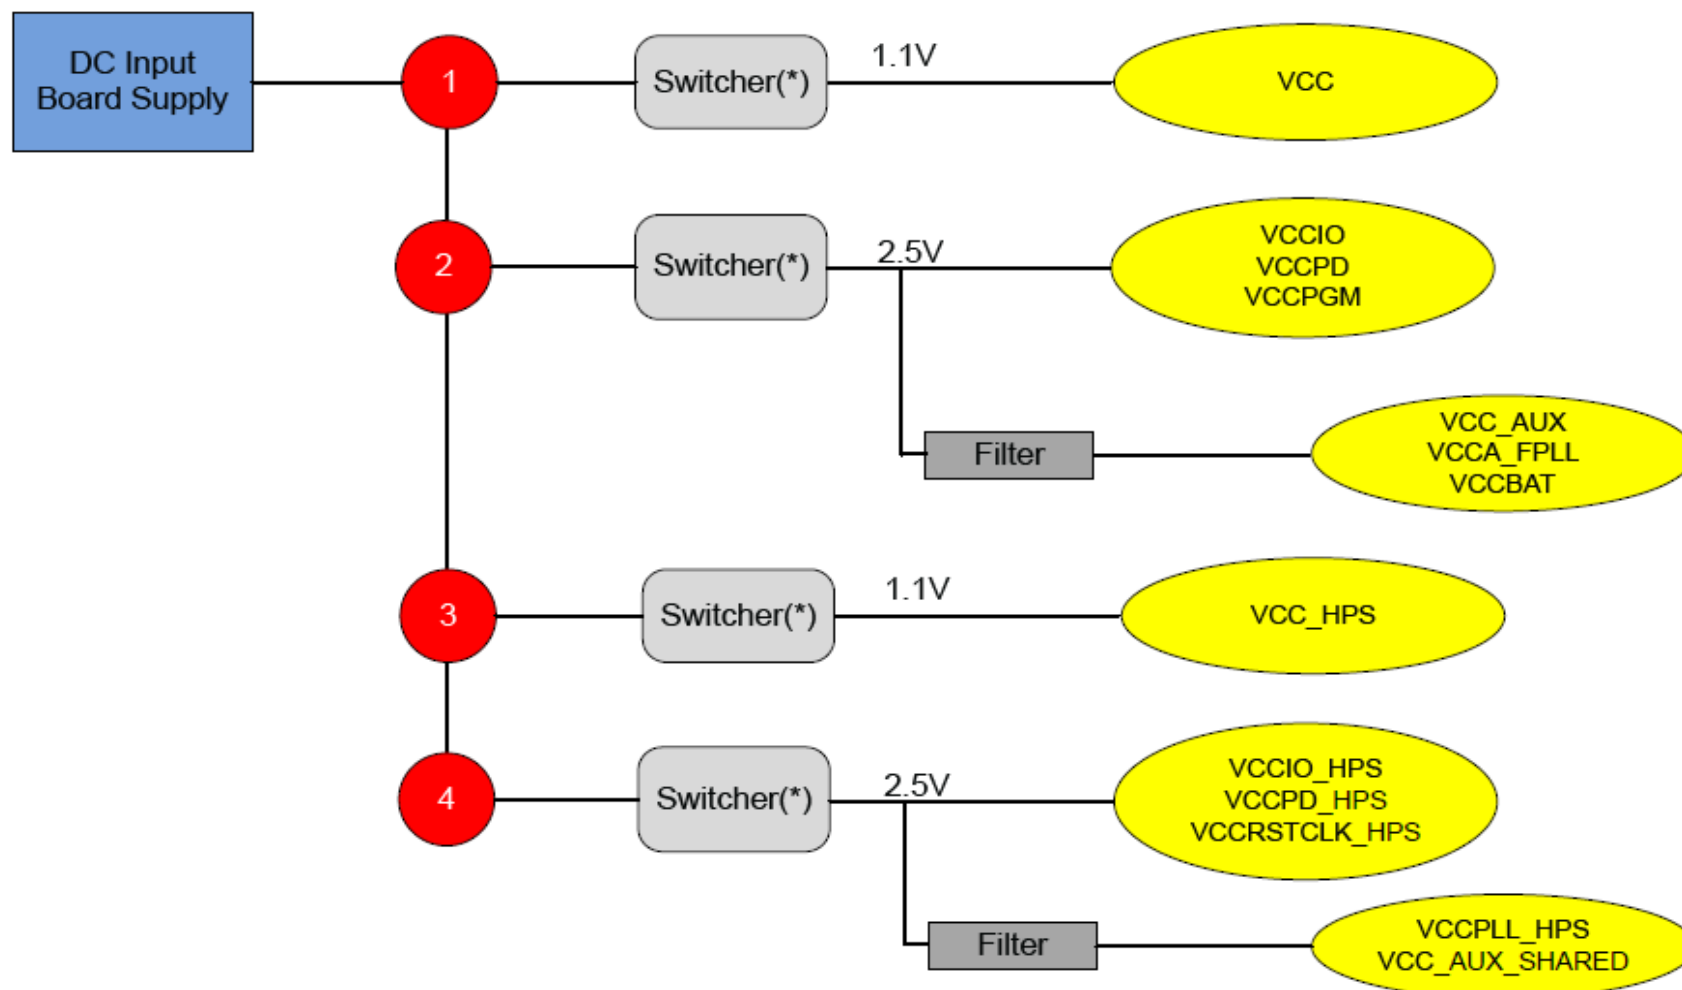 DC Input
Board Supply
1
Switcher(*)
1.1V
VCC
2
Switcher(*)
2.5V
VCCIO
VCCPD
VCCPGM
Filter
VCC_AUX
VCCA_FPLL
VCCBAT
3
Switcher(*)
1.1V
VCC_HPS
4
Switcher(*)
2.5V
VCCIO_HPS
VCCPD_HPS
VCCRSTCLK_HPS
Filter
VCCPLL_HPS
VCC_AUX_SHARED